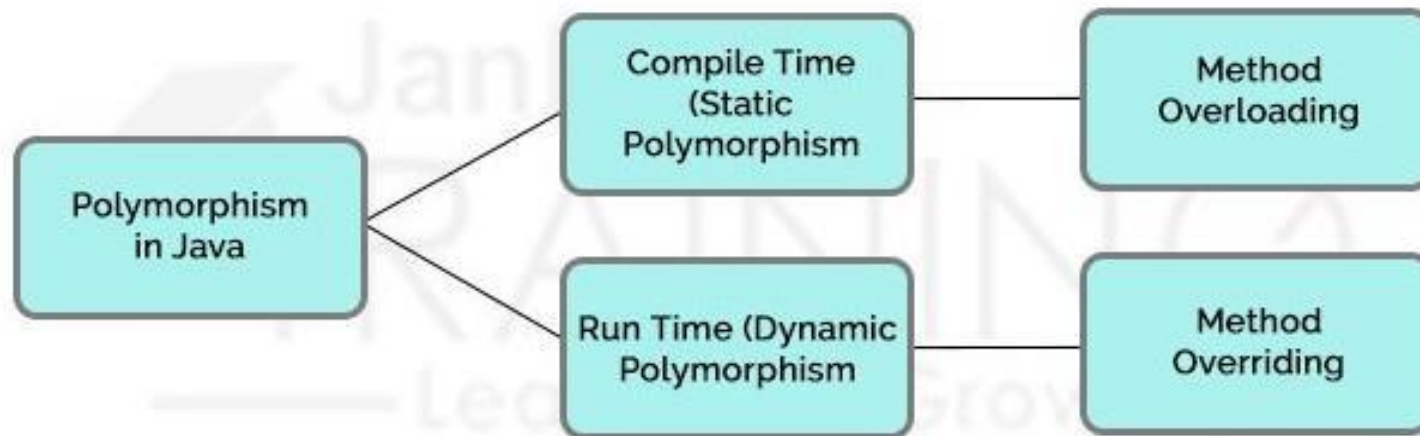 Polymorphism
in Java
Compile Time
(Static
Polymorphism
Method
Overloading
Run Time (Dynamic
Polymorphism
Method
Overriding